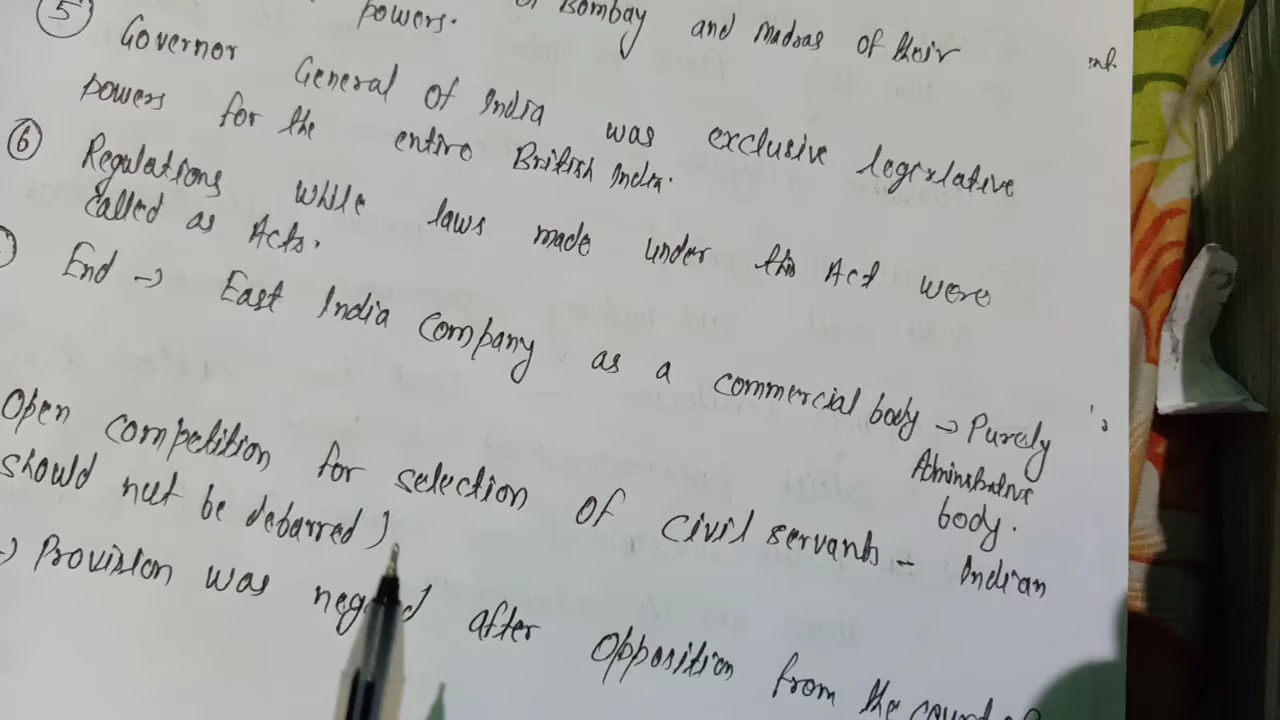 powers. of Bombay and Madras of their
⑤ Governor General of India was exclusive legislative
powers for the entire British India.
⑥ Regulations while laws made under this Act were
called as Acts.
End → East India Company as a commercial body → Purely
Adminstrative
body.
Open competition for selection of civil servants - Indian
should not be debarred)
→ Provision was after opposition from the